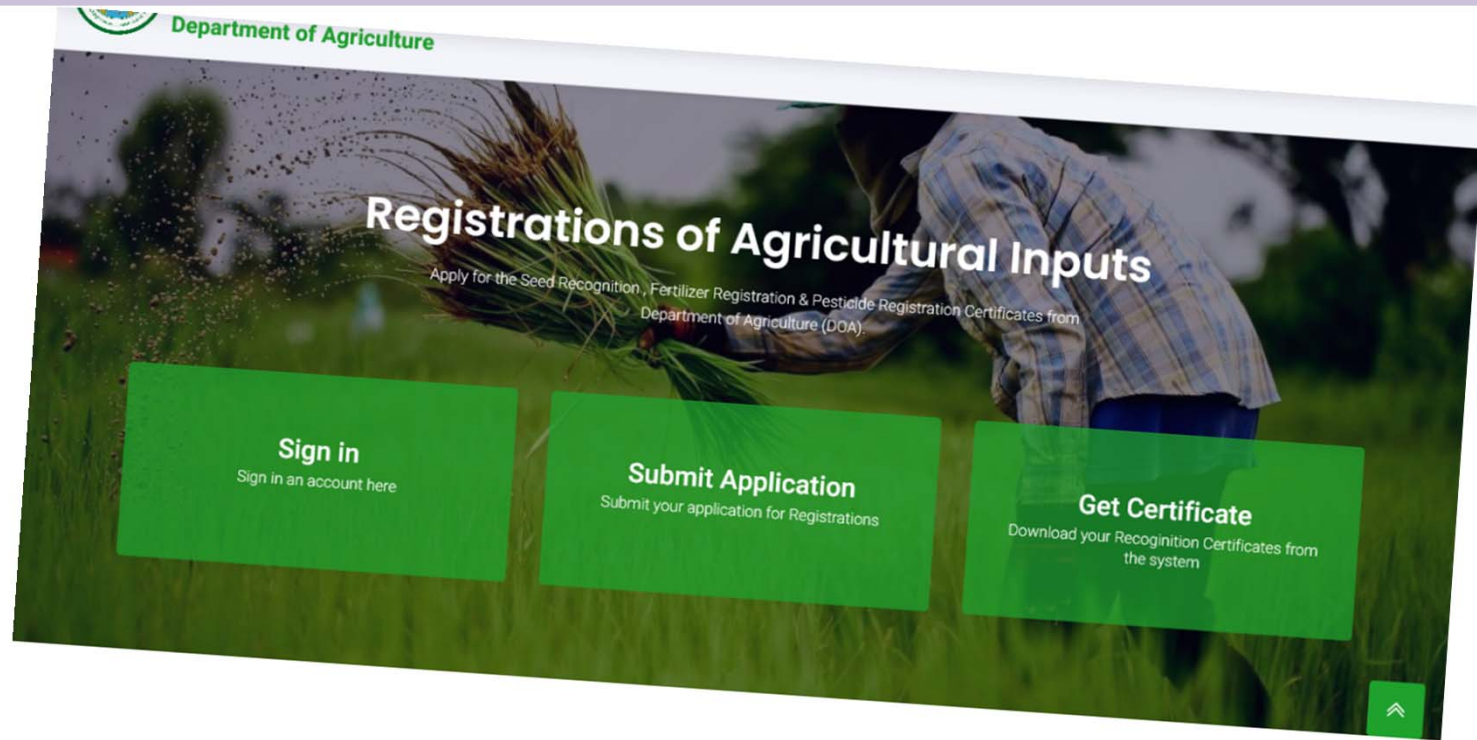 Department of Agriculture
Registrations of Agricultural Inputs
Apply for the Seed Recognition , Fertilizer Registration & Pesticide Registration Certificates from
Department of Agriculture (DOA).
Sign in
Sign in an account here
Submit Application
Submit your application for Registrations
Get Certificate
Download your Recoginition Certificates from
the system